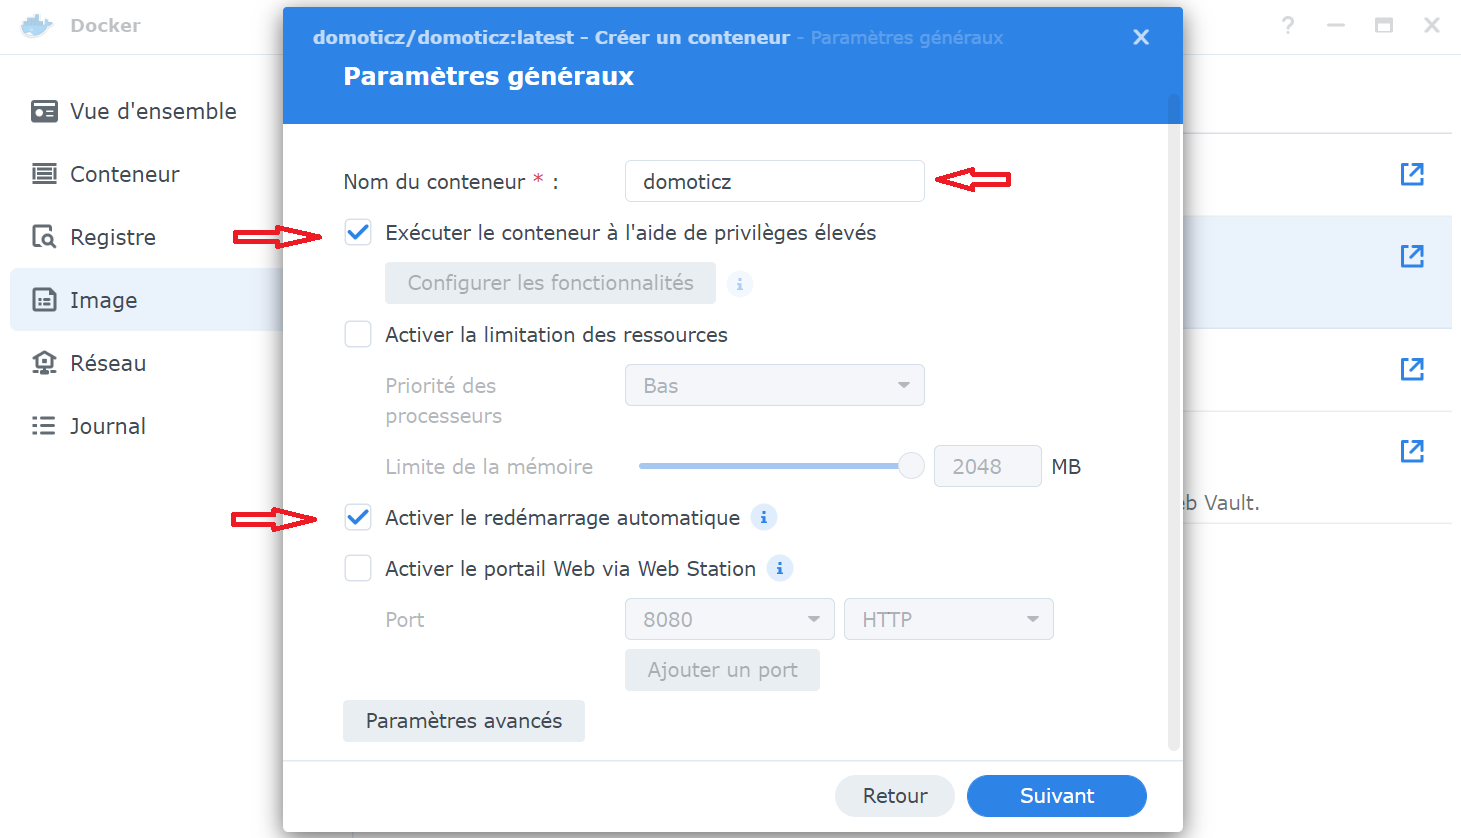 Docker
?
Vue d'ensemble
Conteneur
Registre
Image
Réseau
Journal
domoticz/domoticz:latest - Créer un conteneur - Paramètres généraux
Paramètres généraux
Nom du conteneur * :
domoticz
Exécuter le conteneur à l'aide de privilèges élevés
Configurer les fonctionnalités
i
Activer la limitation des ressources
Priorité des
processeurs
Bas
Limite de la mémoire
2048
MB
Activer le redémarrage automatique
i
Activer le portail Web via Web Station
i
Port
8080
HTTP
Ajouter un port
Paramètres avancés
Retour
Suivant
Vault.